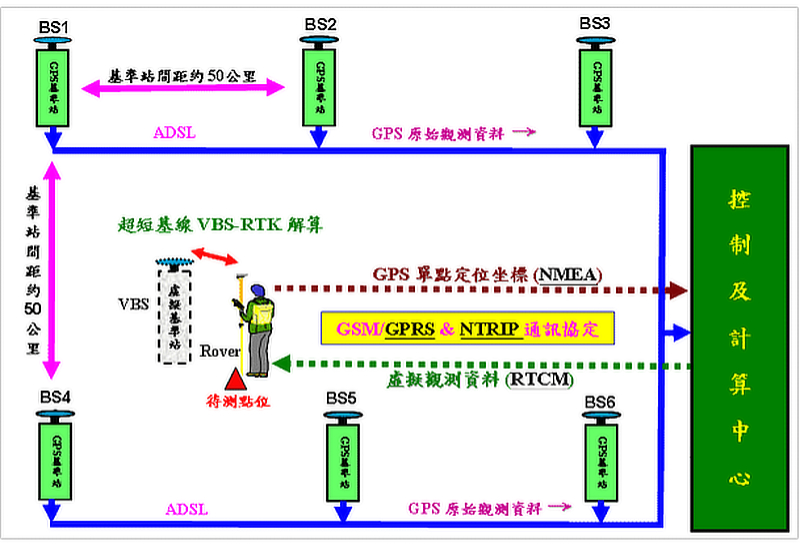 BS1
BS2
BS3
GPS基準站
基準站間距約50公里
GPS基準站
GPS基準站
ADSL
GPS 原始觀測資料 →
基準站間距約50公里
控制及計算中心
超短基線 VBS-RTK 解算
VBS
虛擬基準站
Rover
待測點位
GPS 單點定位坐標 (NMEA)
GSM/GPRS & NTRIP 通訊協定
虛擬觀測資料 (RTCM)
BS4
BS5
BS6
GPS基準站
GPS基準站
GPS基準站
ADSL
GPS 原始觀測資料 →